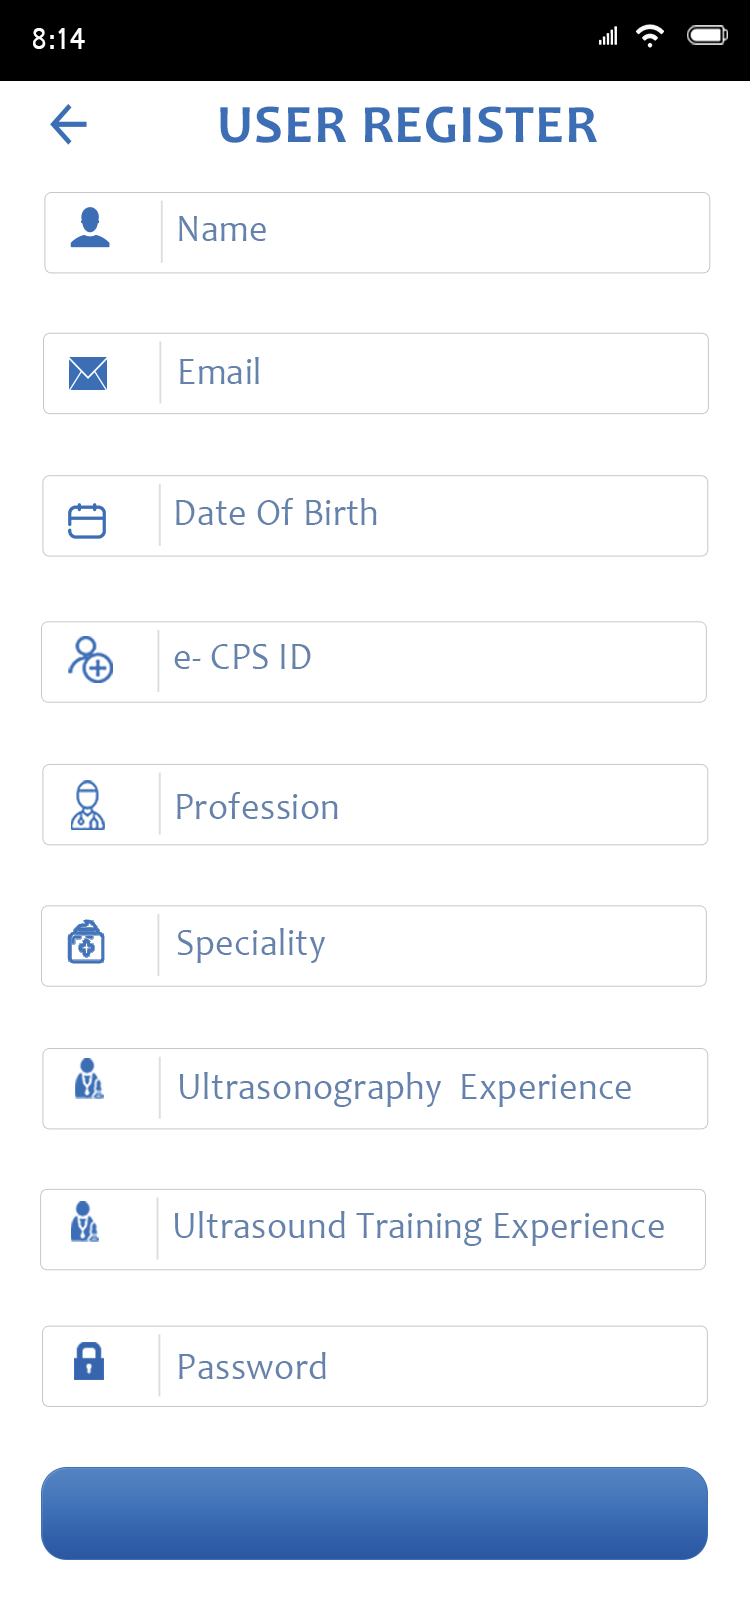 8:14
USER REGISTER
Name
Email
Date Of Birth
e- CPS ID
Profession
Speciality
Ultrasonography  Experience
Ultrasound Training Experience
Password